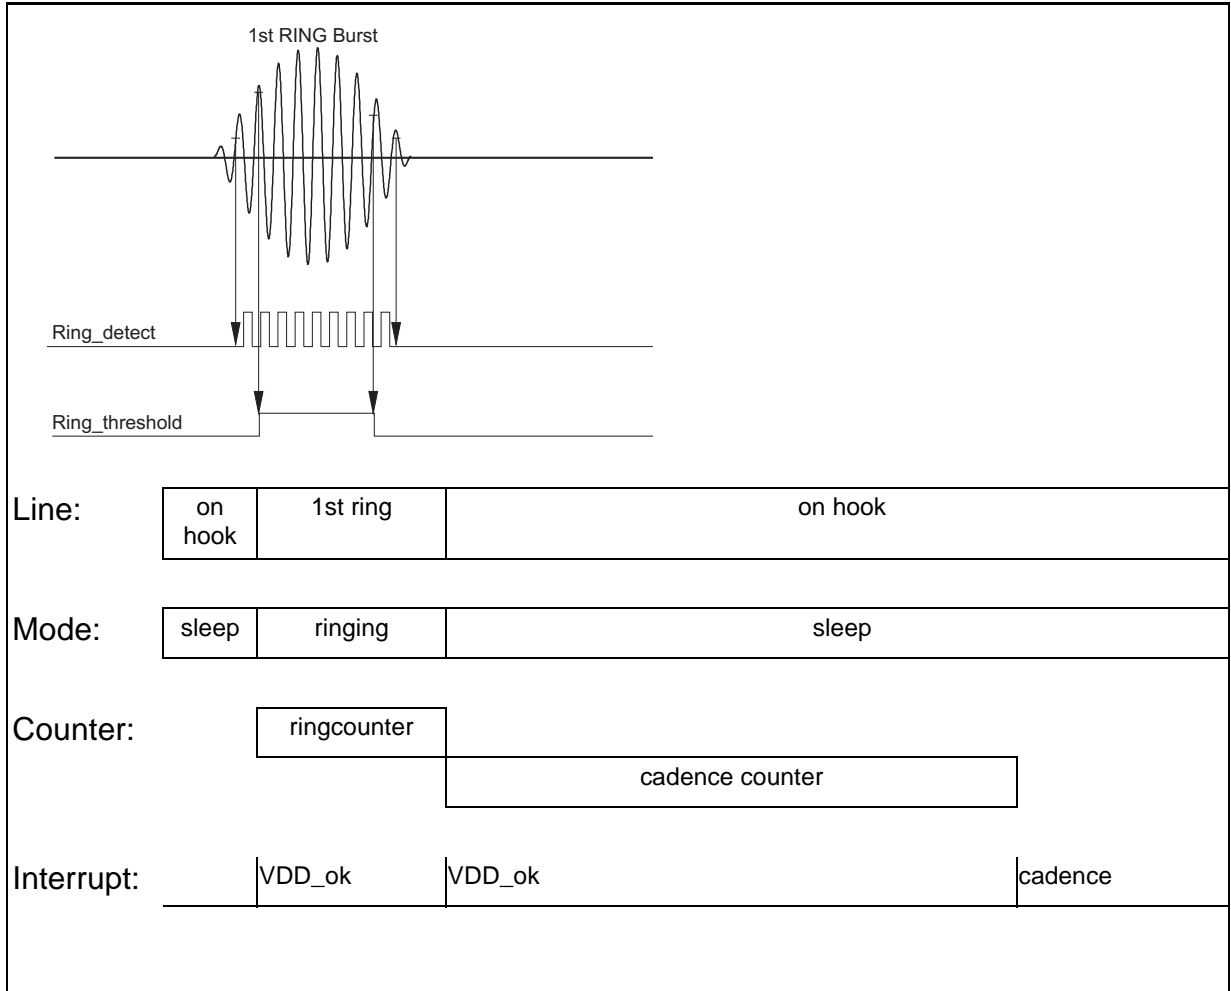 1st RING Burst
Ring_detect
Ring_threshold
Line:
on
hook
1st ring
on hook
Mode:
sleep
ringing
sleep
Counter:
ringcounter
cadence counter
Interrupt:
VDD_ok
VDD_ok
cadence